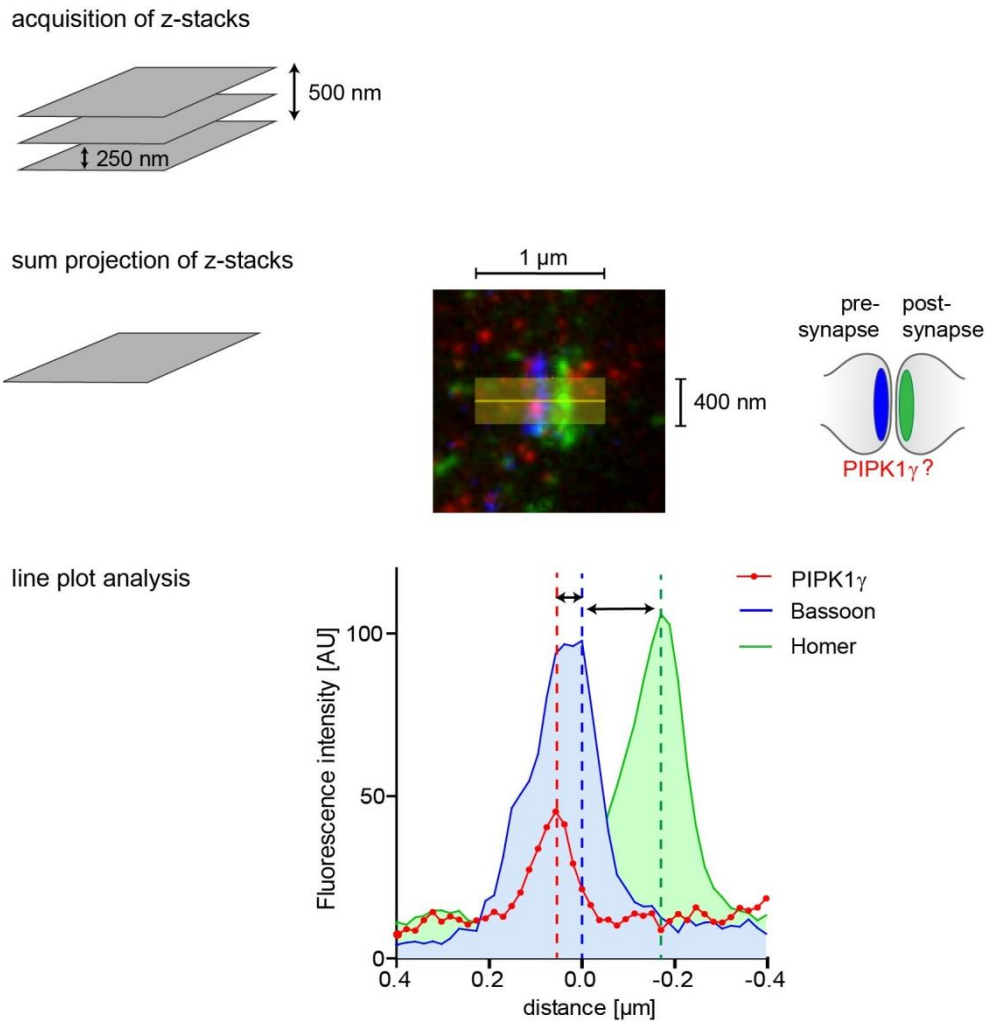 acquisition of z-stacks
500 nm
250 nm
sum projection of z-stacks
1 µm
400 nm
pre-
synapse
post-
synapse
PIPK1γ?
line plot analysis
PIPK1γ
Bassoon
Homer
Fluorescence intensity [AU]
100
50
0
0.4
0.2
0.0
-0.2
-0.4
distance [µm]